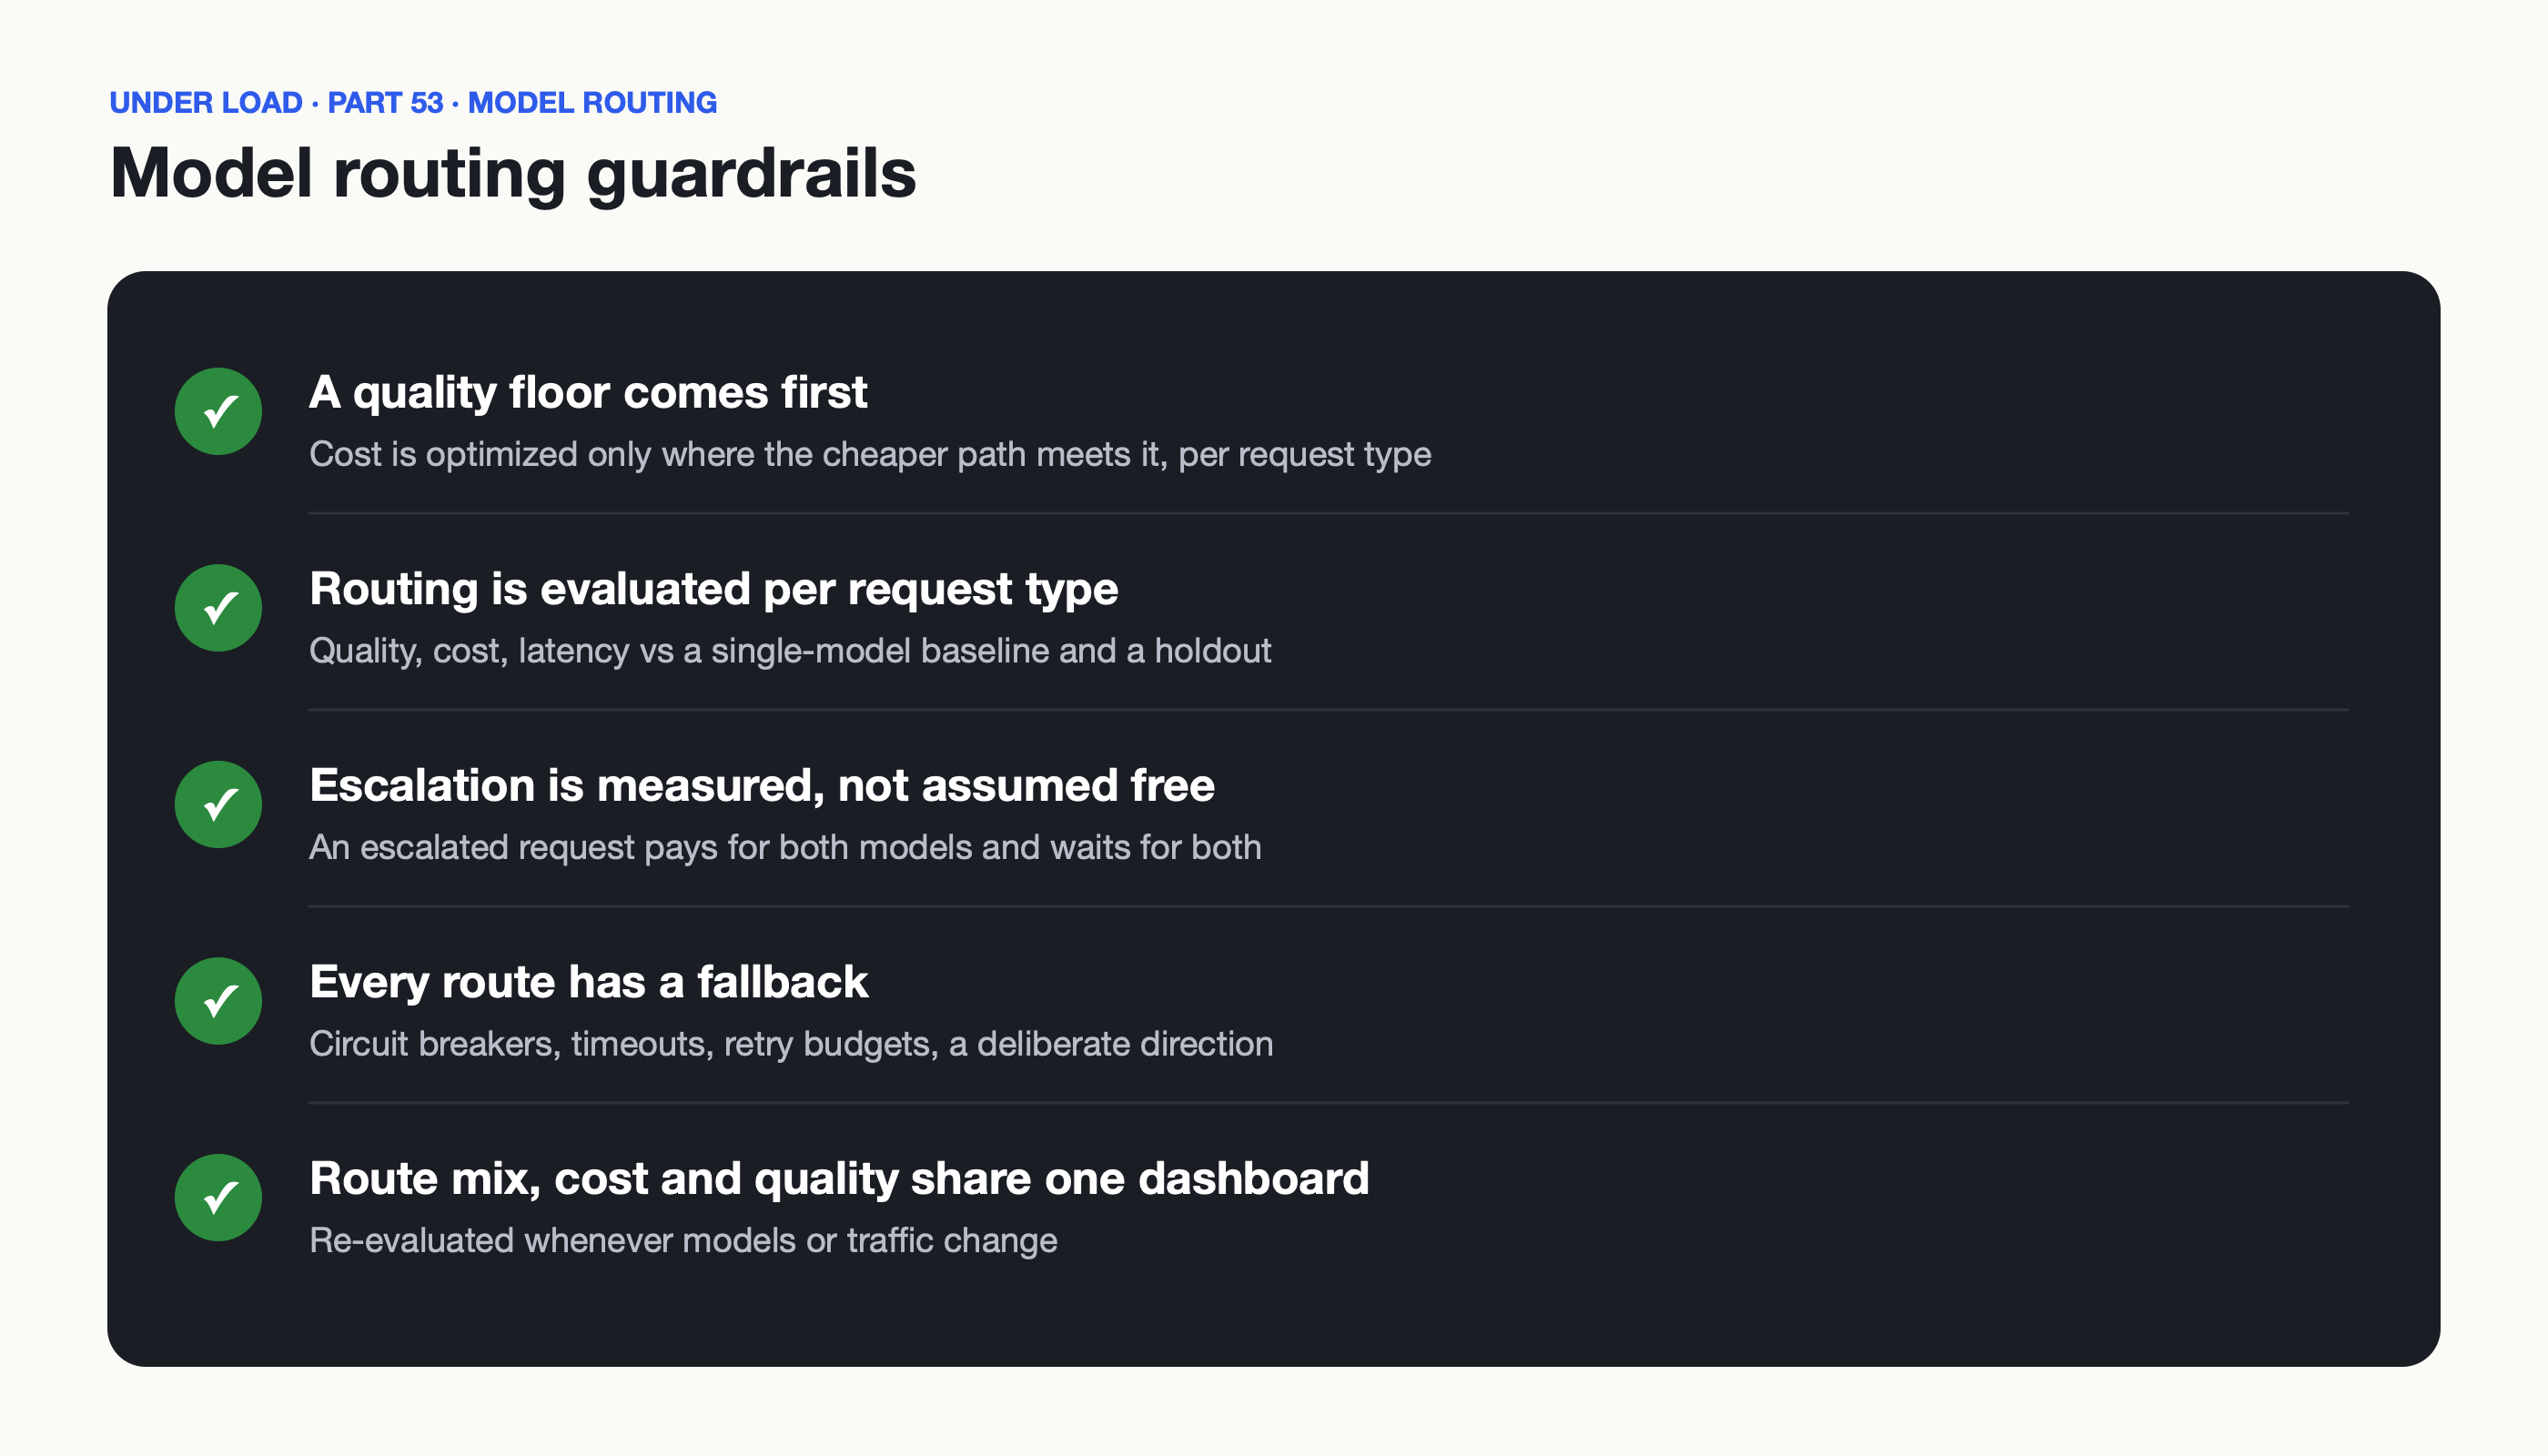 UNDER LOAD · PART 53 · MODEL ROUTING
Model routing guardrails
✓
A quality floor comes first
Cost is optimized only where the cheaper path meets it, per request type
✓
Routing is evaluated per request type
Quality, cost, latency vs a single-model baseline and a holdout
✓
Escalation is measured, not assumed free
An escalated request pays for both models and waits for both
✓
Every route has a fallback
Circuit breakers, timeouts, retry budgets, a deliberate direction
✓
Route mix, cost and quality share one dashboard
Re-evaluated whenever models or traffic change